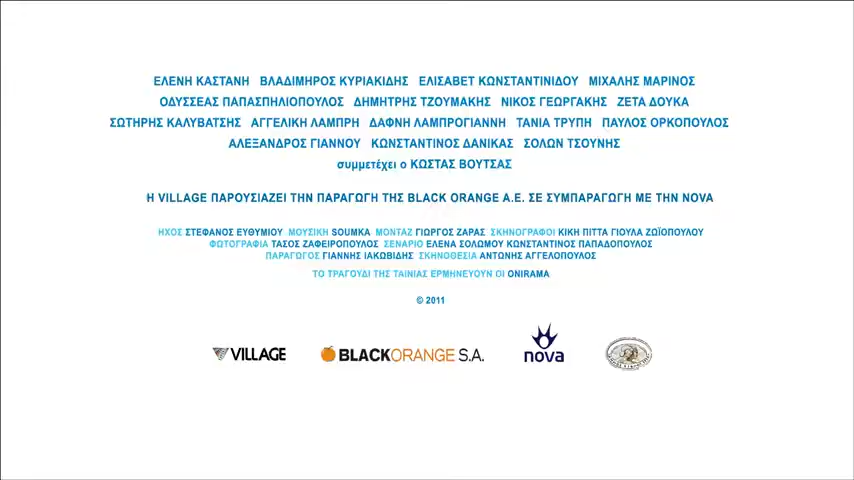 ΕΛΕΝΗ ΚΑΣΤΑΝΗ ΒΛΑΔΙΜΗΡΟΣ ΚΥΡΙΑΚΙΔΗΣ ΕΛΙΣΑΒΕΤ ΚΩΝΣΤΑΝΤΙΝΙΔΟΥ ΜΙΧΑΛΗΣ ΜΑΡΙΝΟΣ
ΟΔΥΣΣΕΑΣ ΠΑΠΑΣΠΗΛΙΟΠΟΥΛΟΣ ΔΗΜΗΤΡΗΣ ΤΖΟΥΜΑΚΗΣ ΝΙΚΟΣ ΓΕΩΡΓΑΚΗΣ ΖΕΤΑ ΔΟΥΚΑ
ΣΩΤΗΡΗΣ ΚΑΛΥΒΑΤΣΗΣ ΑΓΓΕΛΙΚΗ ΛΑΜΠΡΗ ΔΑΦΝΗ ΛΑΜΠΡΟΓΙΑΝΝΗ ΤΑΝΙΑ ΤΡΥΠΗ ΠΑΥΛΟΣ ΟΡΚΟΠΟΥΛΟΣ
ΑΛΕΞΑΝΔΡΟΣ ΓΙΑΝΝΟΥ ΚΩΝΣΤΑΝΤΙΝΟΣ ΔΑΝΙΚΑΣ ΣΟΛΩΝ ΤΣΟΥΝΗΣ
συμμετέχει ο ΚΩΣΤΑΣ ΒΟΥΤΣΑΣ
Η VILLAGE ΠΑΡΟΥΣΙΑΖΕΙ ΤΗΝ ΠΑΡΑΓΩΓΗ ΤΗΣ BLACK ORANGE A.E. ΣΕ ΣΥΜΠΑΡΑΓΩΓΗ ΜΕ ΤΗΝ NOVA
ΗΧΟΣ ΣΤΕΦΑΝΟΣ ΕΥΘΥΜΙΟΥ ΜΟΥΣΙΚΗ SOUMKA ΜΟΝΤΑΖ ΓΙΩΡΓΟΣ ΖΑΡΑΣ ΣΚΗΝΟΓΡΑΦΟΙ ΚΙΚΗ ΠΙΤΤΑ ΓΙΟΥΛΑ ΖΩΪΟΠΟΥΛΟΥ
ΦΩΤΟΓΡΑΦΙΑ ΤΑΣΟΣ ΖΑΦΕΙΡΟΠΟΥΛΟΣ ΣΕΝΑΡΙΟ ΕΛΕΝΑ ΣΟΛΩΜΟΥ ΚΩΝΣΤΑΝΤΙΝΟΣ ΠΑΠΑΔΟΠΟΥΛΟΣ
ΠΑΡΑΓΩΓΟΣ ΓΙΑΝΝΗΣ ΙΑΚΩΒΙΔΗΣ ΣΚΗΝΟΘΕΣΙΑ ΑΝΤΩΝΗΣ ΑΓΓΕΛΟΠΟΥΛΟΣ
ΤΟ ΤΡΑΓΟΥΔΙ ΤΗΣ ΤΑΙΝΙΑΣ ΕΡΜΗΝΕΥΟΥΝ ΟΙ ONIRAMA
© 2011
VILLAGE BLACKORANGE S.A. nova